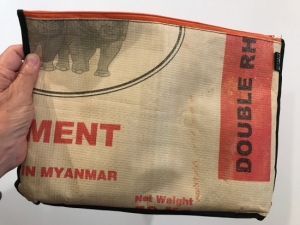 DOUBLE RH
MENT
IN MYANMAR
Net Weight